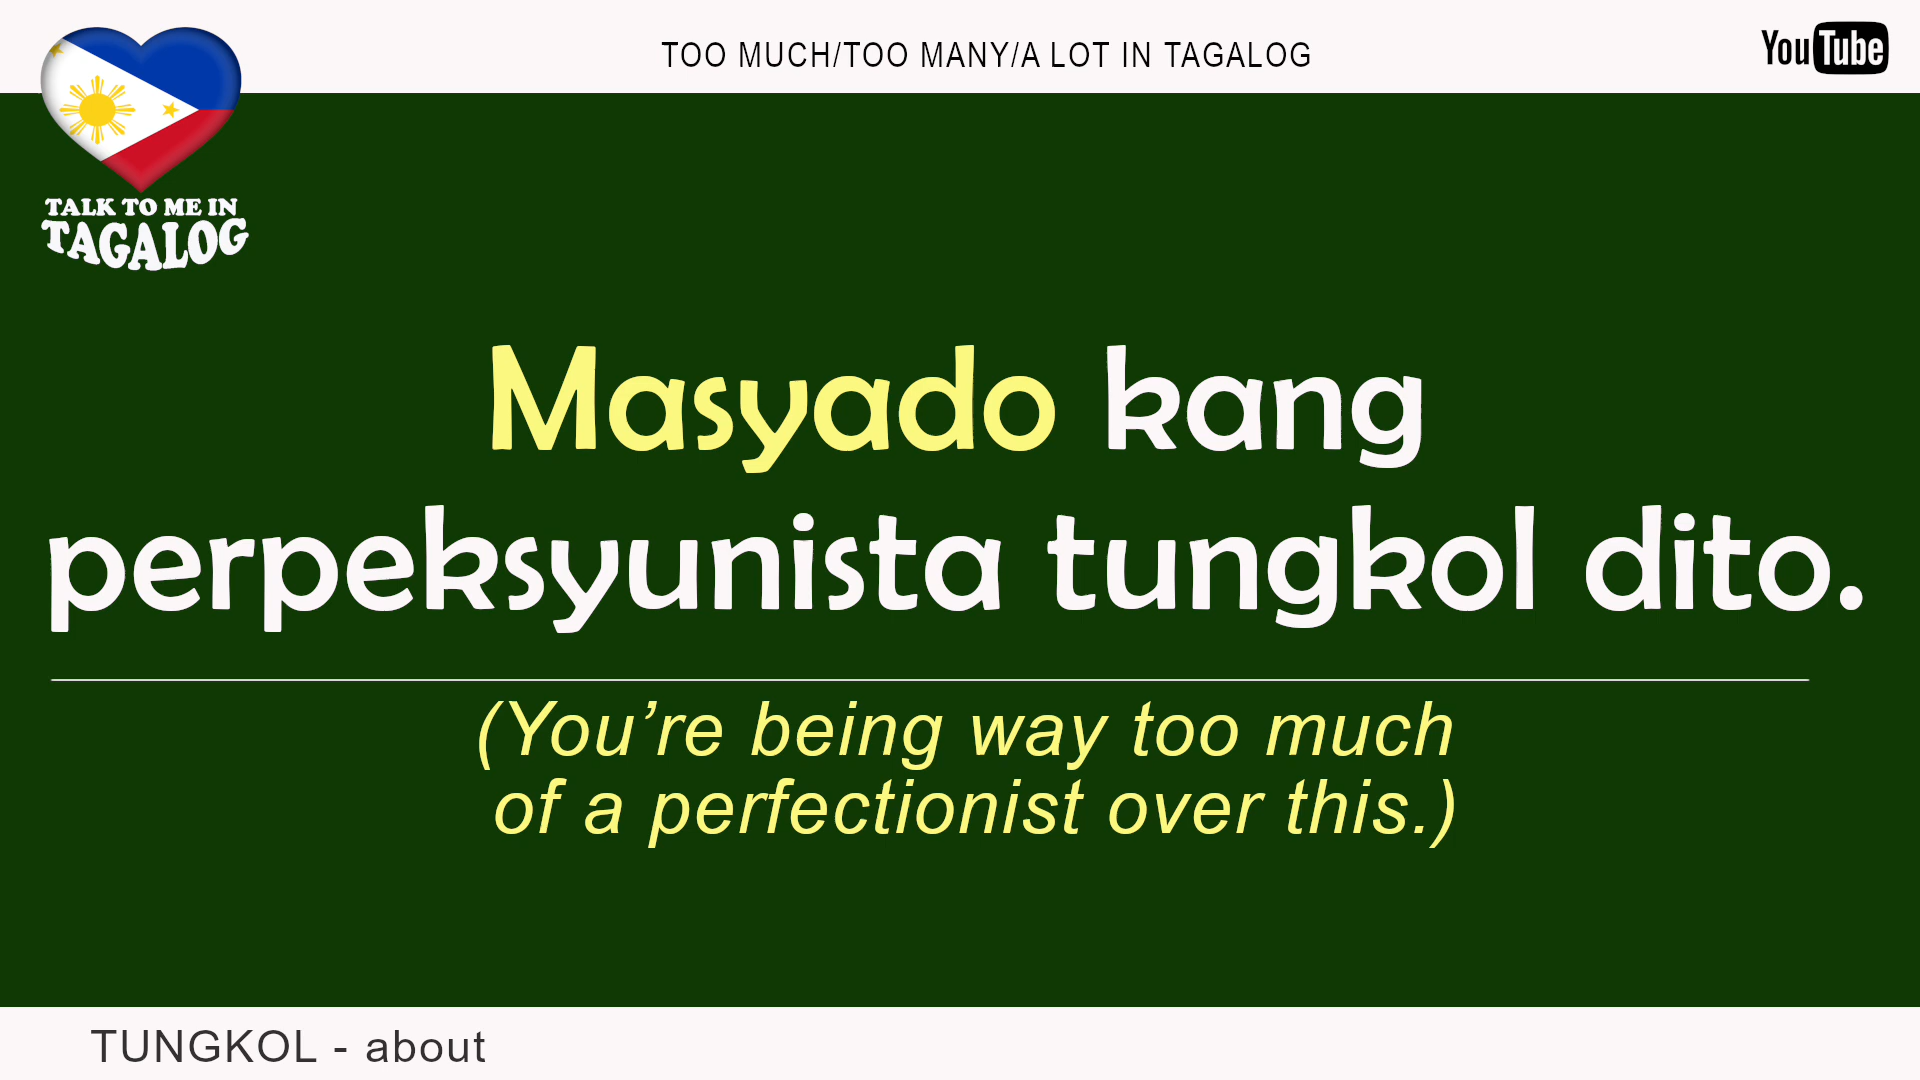 TOO MUCH/TOO MANY/A LOT IN TAGALOG
YouTube
TALK TO ME IN
TAGALOG
Masyado kang
perpeksyunista tungkol dito.
(You’re being way too much
of a perfectionist over this.)
TUNGKOL - about